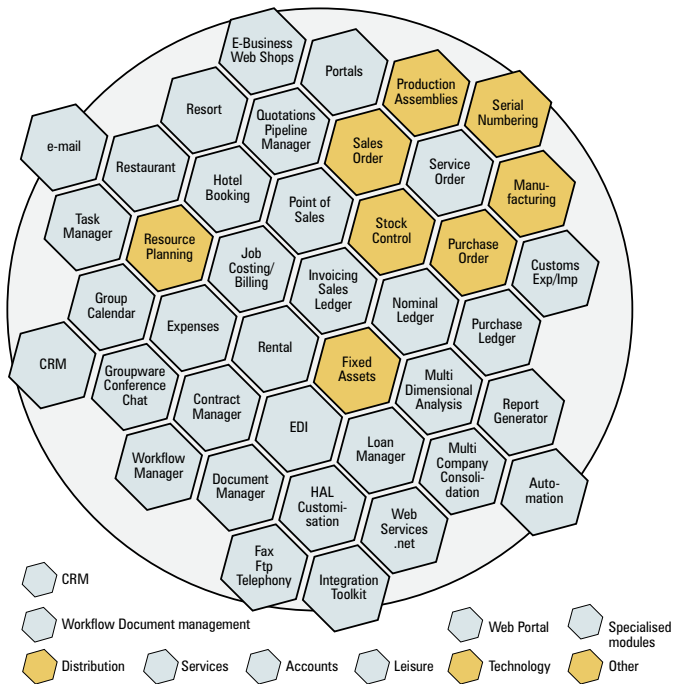 E-Business
Web Shops
Portals
Production
Assemblies
Serial
Numbering
Resort
Quotations
Pipeline
Manager
Sales
Order
Service
Order
Manu-
facturing
e-mail
Restaurant
Hotel
Booking
Point of
Sales
Stock
Control
Purchase
Order
Customs
Exp/Imp
Task
Manager
Resource
Planning
Job
Costing/
Billing
Invoicing
Sales
Ledger
Nominal
Ledger
Purchase
Ledger
Group
Calendar
Expenses
Rental
Fixed
Assets
Multi
Dimensional
Analysis
Report
Generator
CRM
Groupware
Conference
Chat
Contract
Manager
EDI
Loan
Manager
Multi
Company
Consoli-
dation
Auto-
mation
Workflow
Manager
Document
Manager
HAL
Customi-
sation
Web
Services
.net
Fax
Ftp
Telephony
Integration
Toolkit
CRM
Workflow Document management
Web Portal
Specialised
modules
Distribution
Services
Accounts
Leisure
Technology
Other